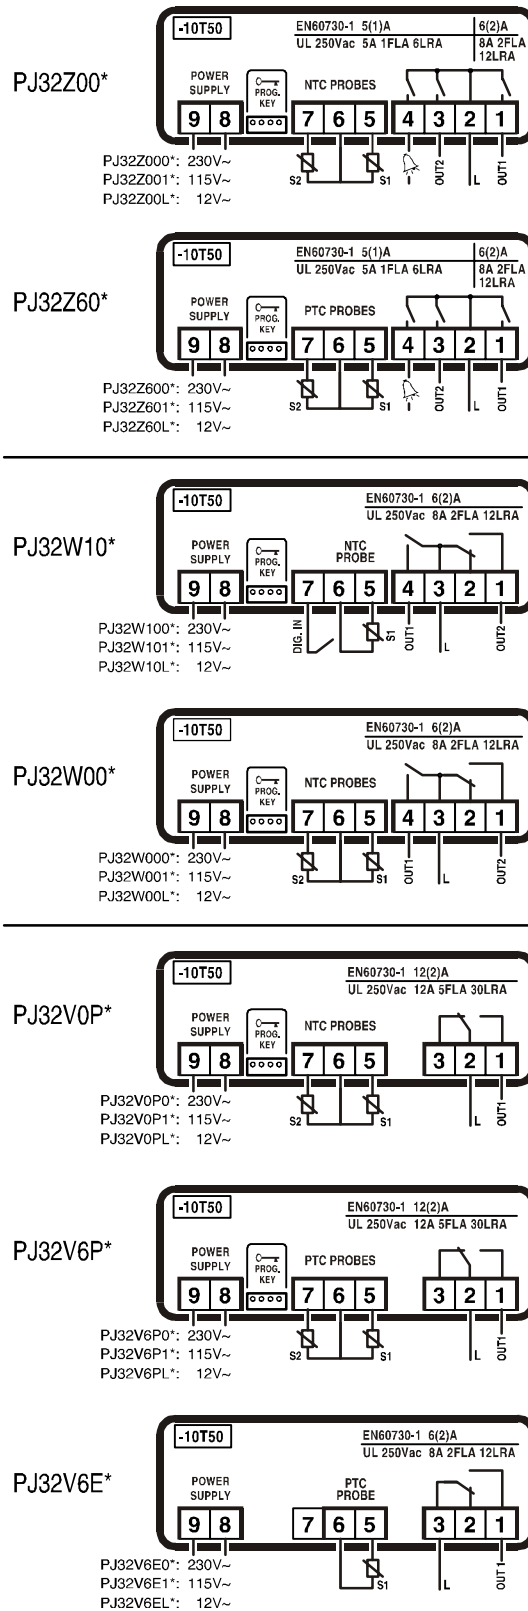 -10T50
EN60730-1 5(1)A
6(2)A
UL 250Vac 5A 1FLA 6LRA
8A 2FLA
12LRA
PJ32Z00*
POWER
SUPPLY
PROG.
KEY
NTC PROBES
9 8 7 6 5 4 3 2 1
S2
S1
OUT2
L
OUT1
PJ32Z000*: 230V~
PJ32Z001*: 115V~
PJ32Z00L*: 12V~
-10T50
EN60730-1 5(1)A
6(2)A
UL 250Vac 5A 1FLA 6LRA
8A 2FLA
12LRA
PJ32Z60*
POWER
SUPPLY
PROG.
KEY
PTC PROBES
9 8 7 6 5 4 3 2 1
S2
S1
OUT2
L
OUT1
PJ32Z600*: 230V~
PJ32Z601*: 115V~
PJ32Z60L*: 12V~
-10T50
EN60730-1 6(2)A
UL 250Vac 8A 2FLA 12LRA
PJ32W10*
POWER
SUPPLY
PROG.
KEY
NTC
PROBE
9 8 7 6 5 4 3 2 1
DIG. IN
S1
OUT1
L
OUT2
PJ32W100*: 230V~
PJ32W101*: 115V~
PJ32W10L*: 12V~
-10T50
EN60730-1 6(2)A
UL 250Vac 8A 2FLA 12LRA
PJ32W00*
POWER
SUPPLY
PROG.
KEY
NTC PROBES
9 8 7 6 5 4 3 2 1
S2
S1
OUT1
L
OUT2
PJ32W000*: 230V~
PJ32W001*: 115V~
PJ32W00L*: 12V~
-10T50
EN60730-1 12(2)A
UL 250Vac 12A 5FLA 30LRA
PJ32V0P*
POWER
SUPPLY
PROG.
KEY
NTC PROBES
9 8 7 6 5 3 2 1
S2
S1
L
OUT1
PJ32V0P0*: 230V~
PJ32V0P1*: 115V~
PJ32V0PL*: 12V~
-10T50
EN60730-1 12(2)A
UL 250Vac 12A 5FLA 30LRA
PJ32V6P*
POWER
SUPPLY
PROG.
KEY
PTC PROBES
9 8 7 6 5 3 2 1
S2
S1
L
OUT1
PJ32V6P0*: 230V~
PJ32V6P1*: 115V~
PJ32V6PL*: 12V~
-10T50
EN60730-1 6(2)A
UL 250Vac 8A 2FLA 12LRA
PJ32V6E*
POWER
SUPPLY
PTC
PROBE
9 8 7 6 5 3 2 1
S1
L
OUT 1
PJ32V6E0*: 230V~
PJ32V6E1*: 115V~
PJ32V6EL*: 12V~